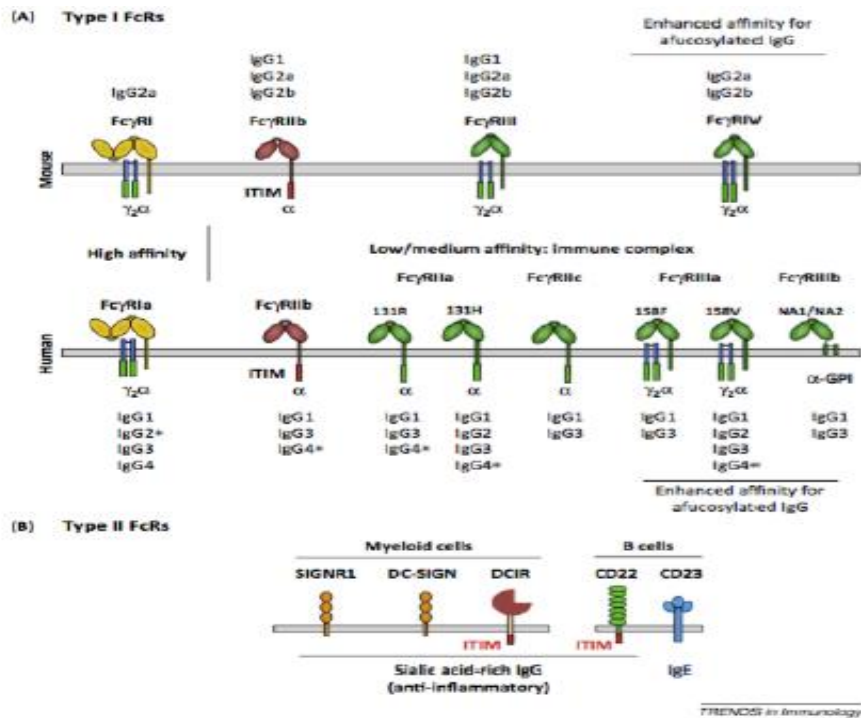 (A) Type I FcRs
Enhanced affinity for
afucosylated IgG
IgG1 IgG1
IgG2a IgG2a IgG2a
IgG2a IgG2b IgG2b IgG2b
FcγRI FcγRIIb FcγRIII FcγRIV
Mouse
ITIM
γ₂α α γ₂α γ₂α
High affinity Low/medium affinity: immune complex
FcγRIIa FcγRIIc FcγRIIIa FcγRIIIb
FcγRIa FcγRIIb 131R 131H 158F 158V NA1/NA2
Human
ITIM
γ₂α α α α α γ₂α γ₂α α-GPI
IgG1 IgG1 IgG1 IgG1 IgG1 IgG1 IgG1 IgG1
IgG2* IgG3 IgG3 IgG2 IgG3 IgG3 IgG2 IgG3
IgG3 IgG4* IgG4* IgG3 IgG3
IgG4 IgG4* IgG4*
Enhanced affinity for
afucosylated IgG
(B) Type II FcRs
Myeloid cells B cells
SIGNR1 DC-SIGN DCIR CD22 CD23
ITIM ITIM
Sialic acid-rich IgG IgE
(anti-inflammatory)
TRENDS in Immunology